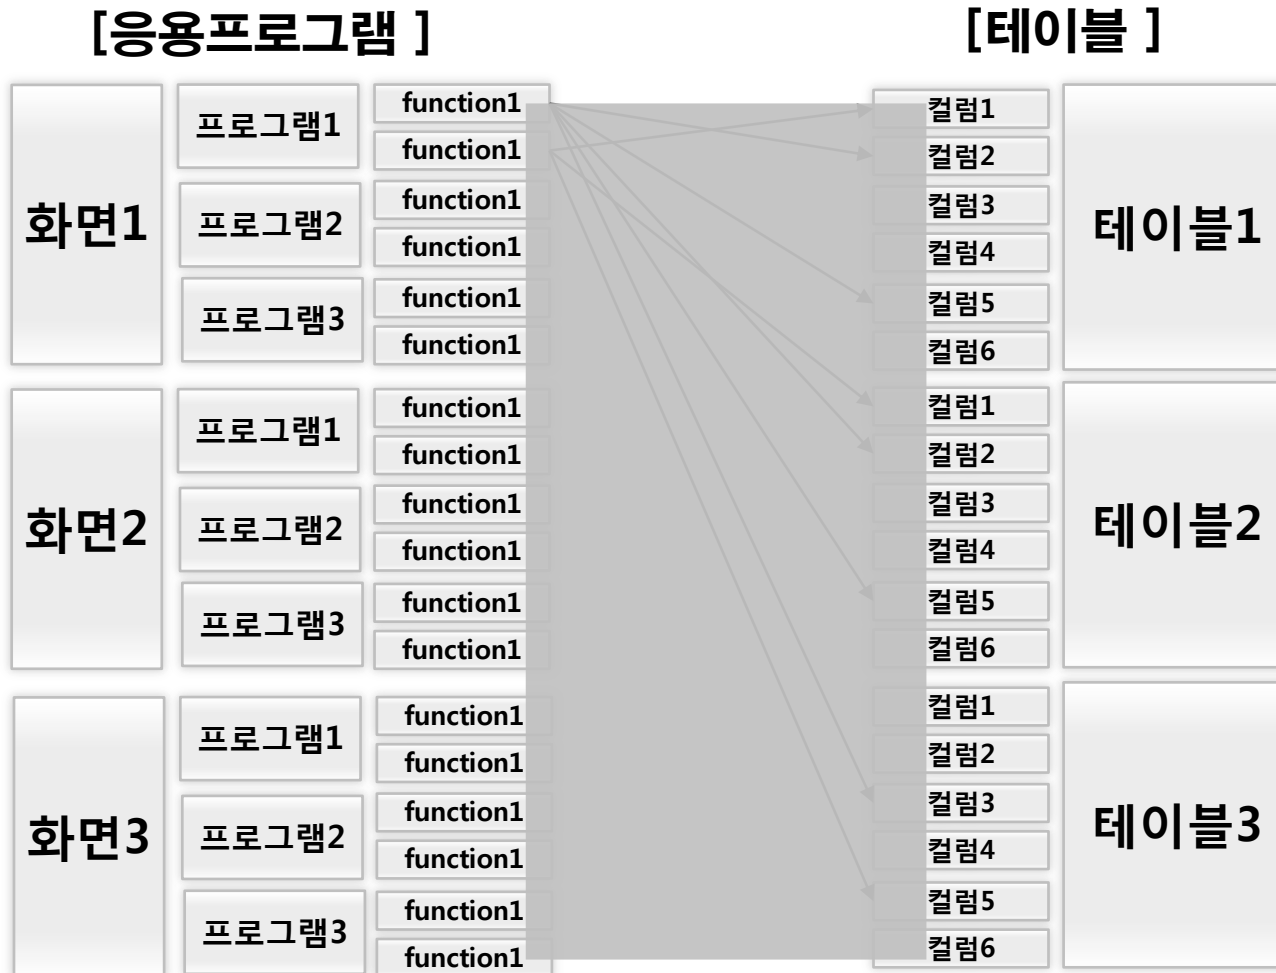 [응용프로그램 ]
[테이블 ]
화면1
프로그램1
function1
function1
프로그램2
function1
function1
프로그램3
function1
function1
화면2
프로그램1
function1
function1
프로그램2
function1
function1
프로그램3
function1
function1
화면3
프로그램1
function1
function1
프로그램2
function1
function1
프로그램3
function1
function1
컬럼1
컬럼2
컬럼3
컬럼4
컬럼5
컬럼6
테이블1
컬럼1
컬럼2
컬럼3
컬럼4
컬럼5
컬럼6
테이블2
컬럼1
컬럼2
컬럼3
컬럼4
컬럼5
컬럼6
테이블3